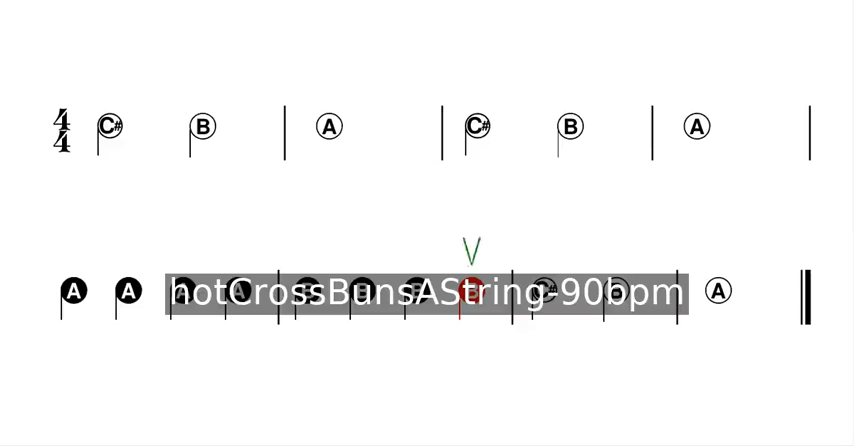 4 C# B A C# B A
4
V
A A A A B B B B C# B A
hotCrossBunsAString-90bpm